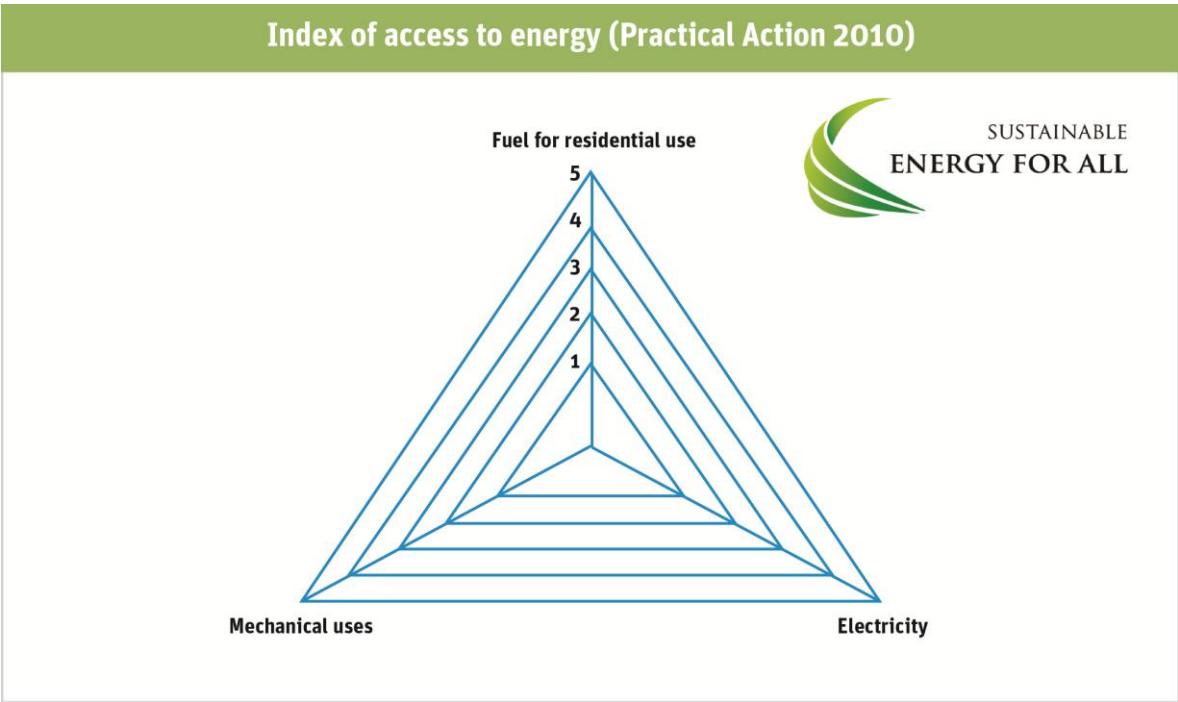 Index of access to energy (Practical Action 2010)
SUSTAINABLE
ENERGY FOR ALL
Fuel for residential use
5
4
3
2
1
Mechanical uses
Electricity